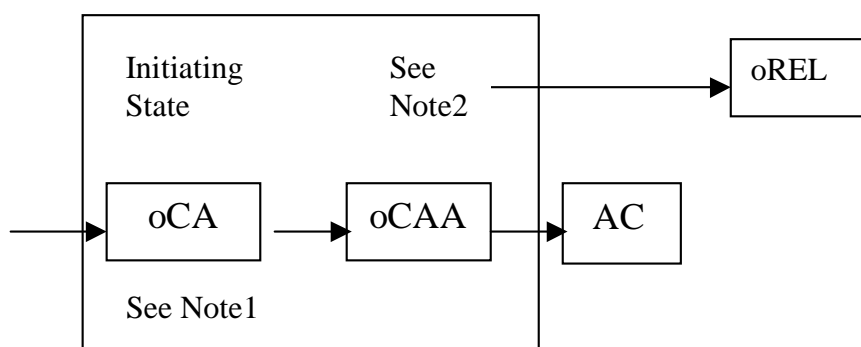 Initiating
State
See
Note2
oREL
oCA
oCAA
AC
See Note1